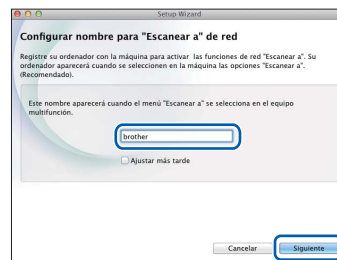 Setup Wizard
Configurar nombre para "Escanear a" de red
Registre su ordenador con la máquina para activar las funciones de red "Escanear a". Su
ordenador aparecerá cuando se seleccionen en la máquina las opciones "Escanear a".
(Recomendado).
Este nombre aparecerá cuando el menú "Escanear a" se selecciona en el equipo
multifunción.
brother
Ajustar más tarde
Cancelar
Siguiente